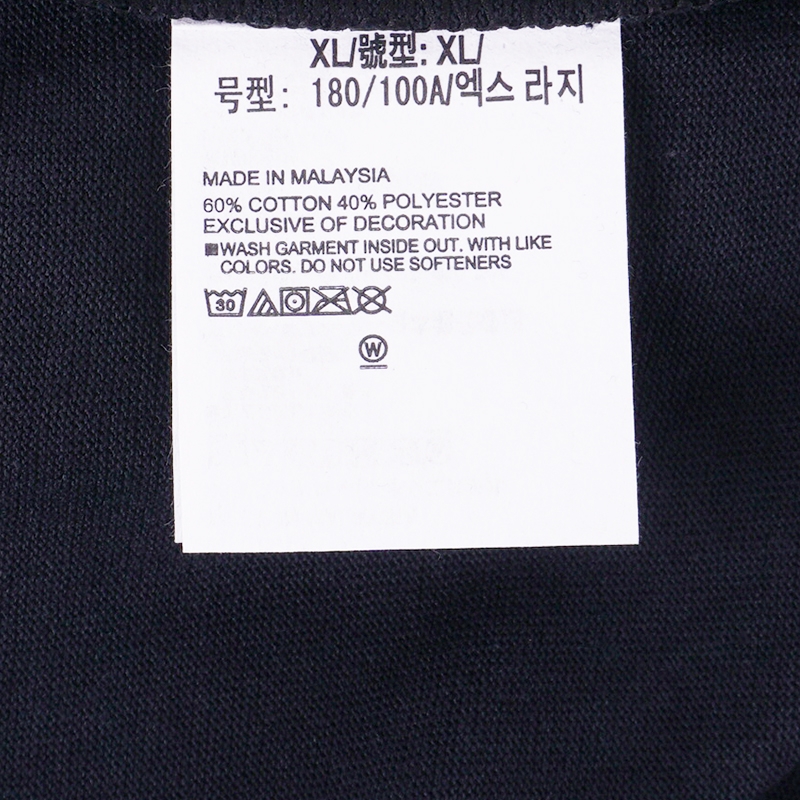 XL/號型: XL/
号型: 180/100A/엑스 라지
MADE IN MALAYSIA
60% COTTON 40% POLYESTER
EXCLUSIVE OF DECORATION
WASH GARMENT INSIDE OUT. WITH LIKE
COLORS. DO NOT USE SOFTENERS
30
W